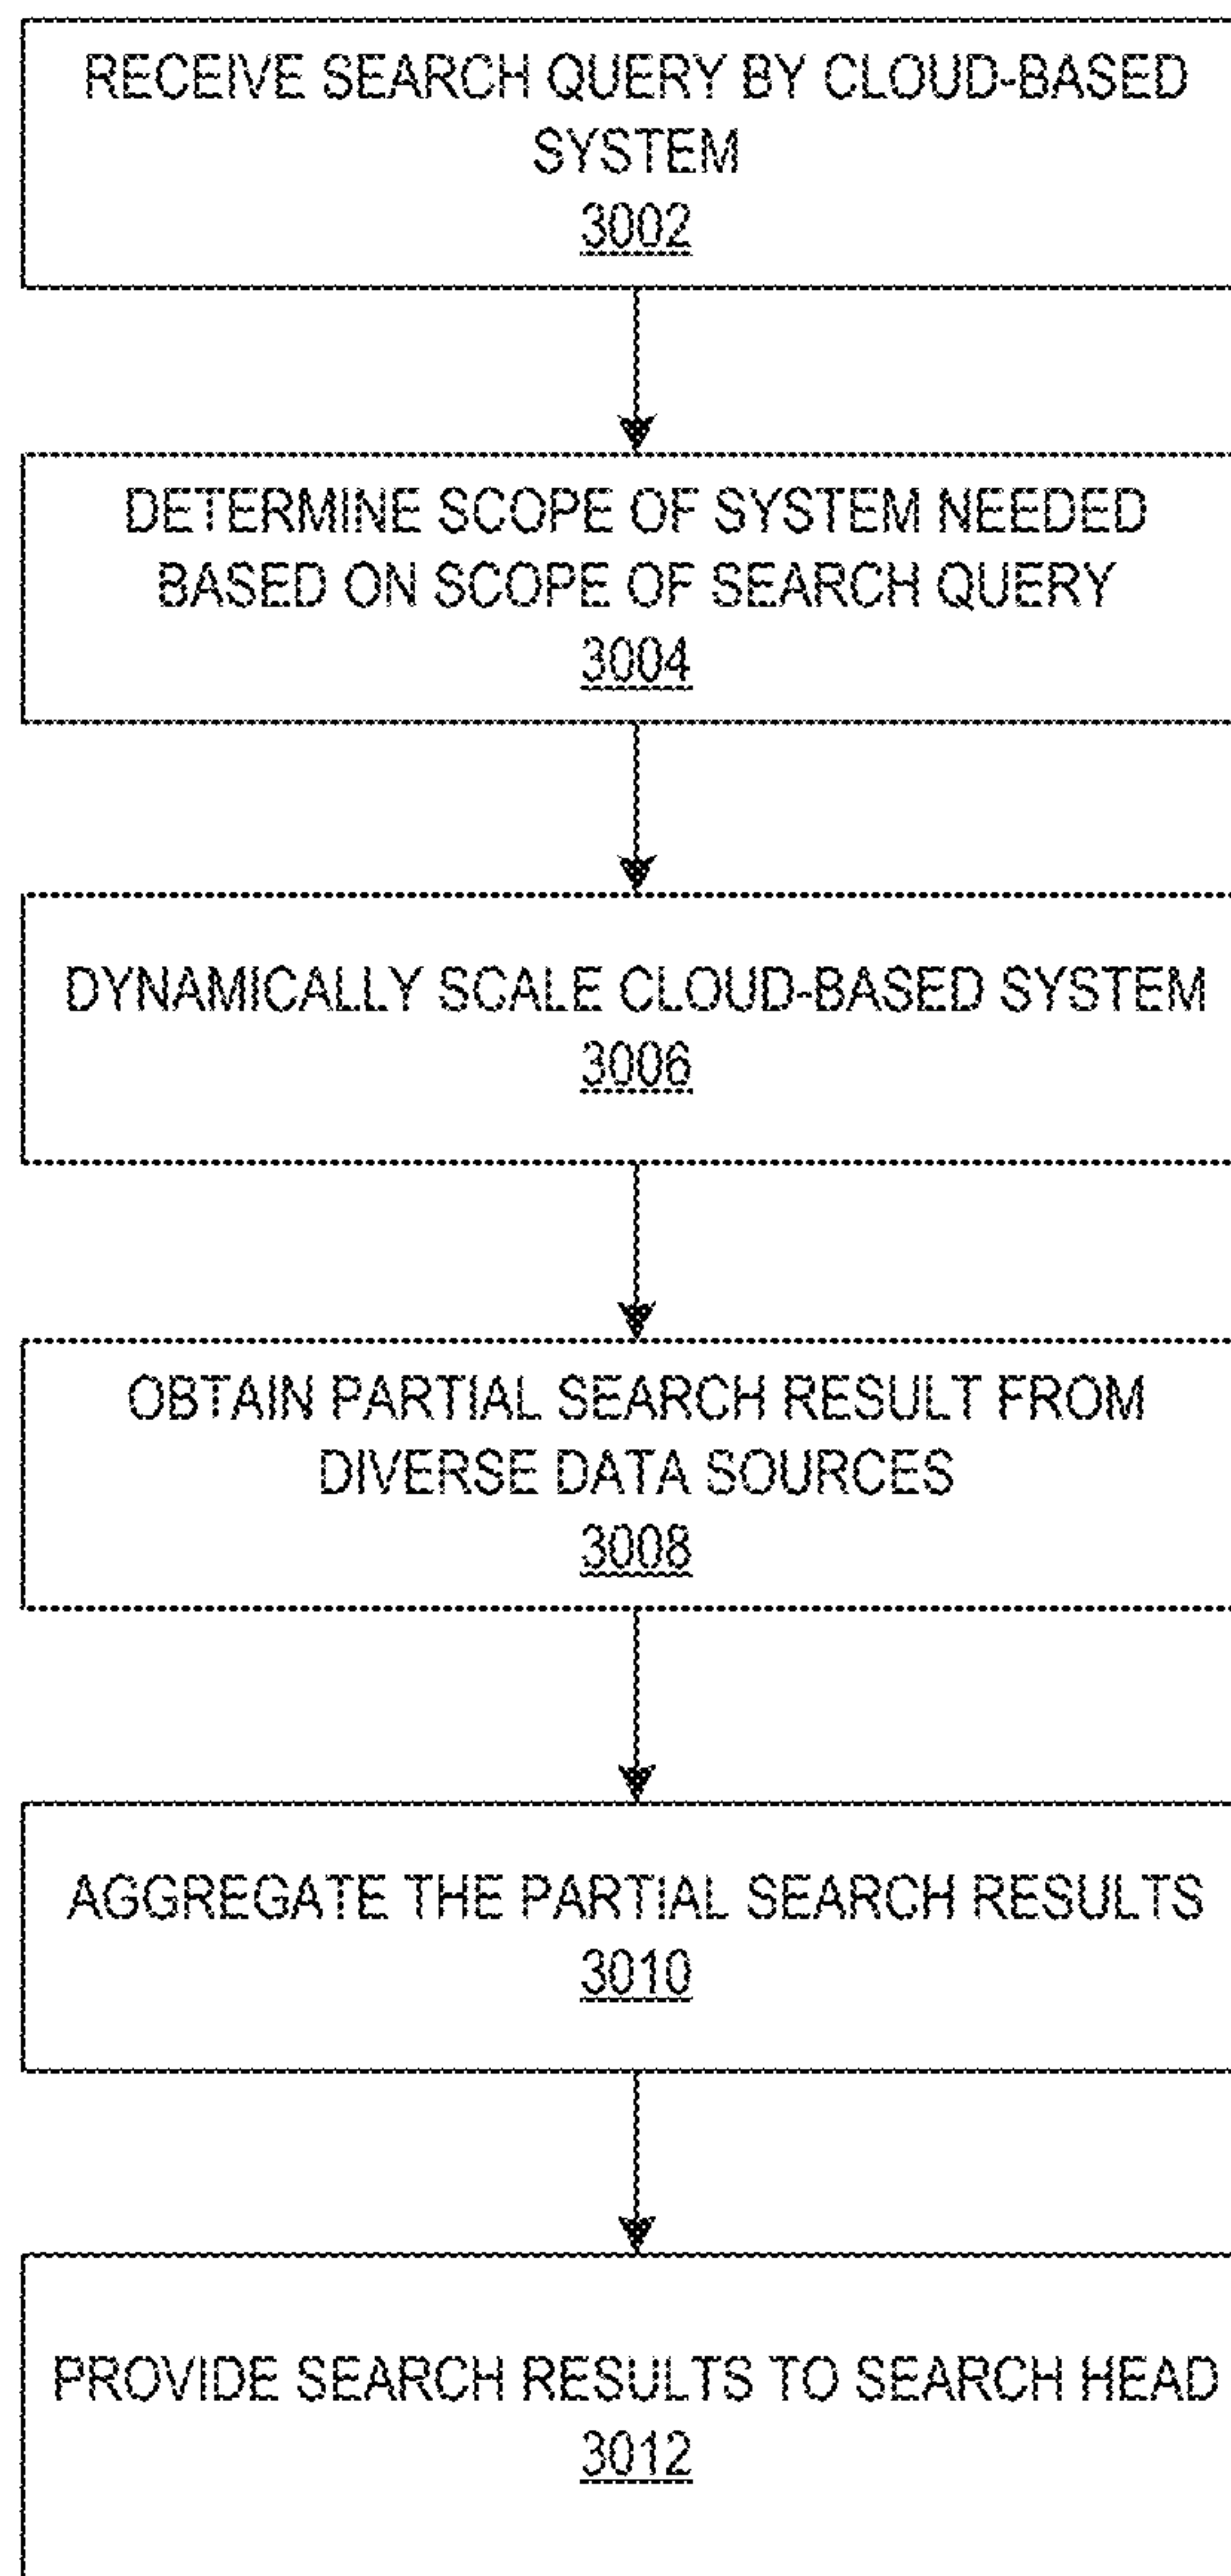 RECEIVE SEARCH QUERY BY CLOUD-BASED
SYSTEM
3002
DETERMINE SCOPE OF SYSTEM NEEDED
BASED ON SCOPE OF SEARCH QUERY
3004
DYNAMICALLY SCALE CLOUD-BASED SYSTEM
3006
OBTAIN PARTIAL SEARCH RESULT FROM
DIVERSE DATA SOURCES
3008
AGGREGATE THE PARTIAL SEARCH RESULTS
3010
PROVIDE SEARCH RESULTS TO SEARCH HEAD
3012